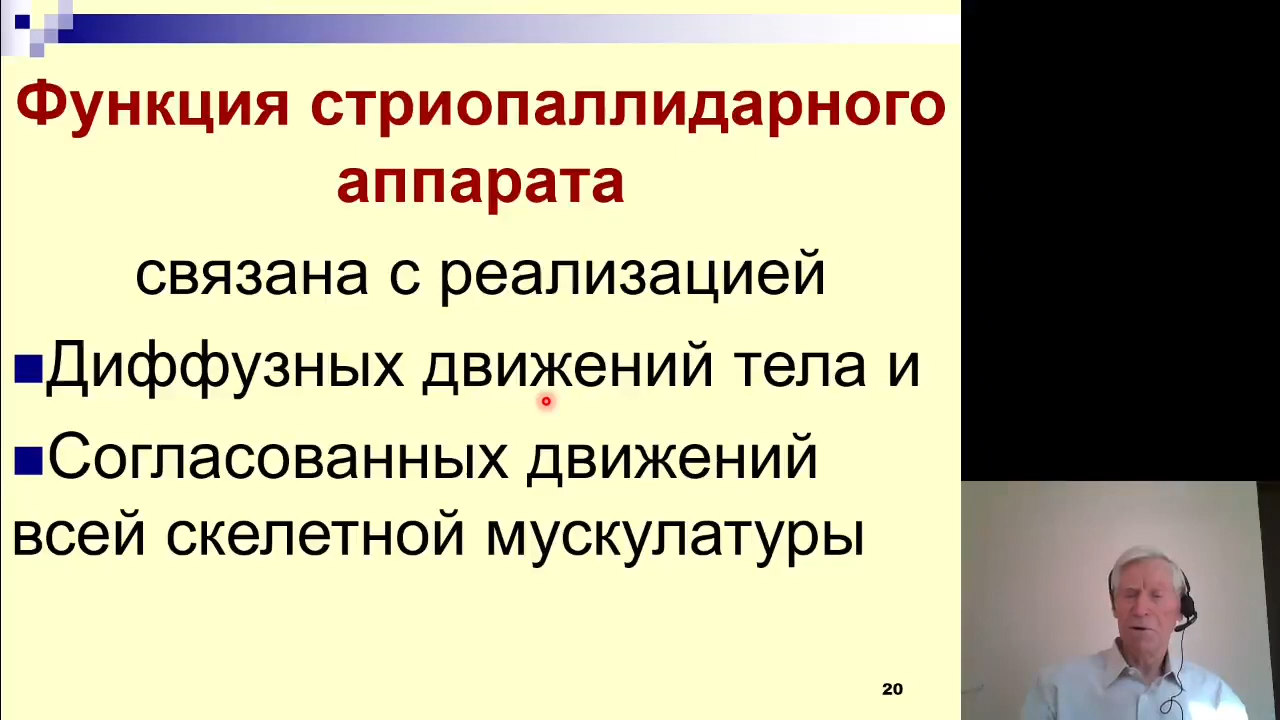 Функция стриопаллидарного
аппарата
связана с реализацией
Диффузных движений тела и
Согласованных движений
всей скелетной мускулатуры
20